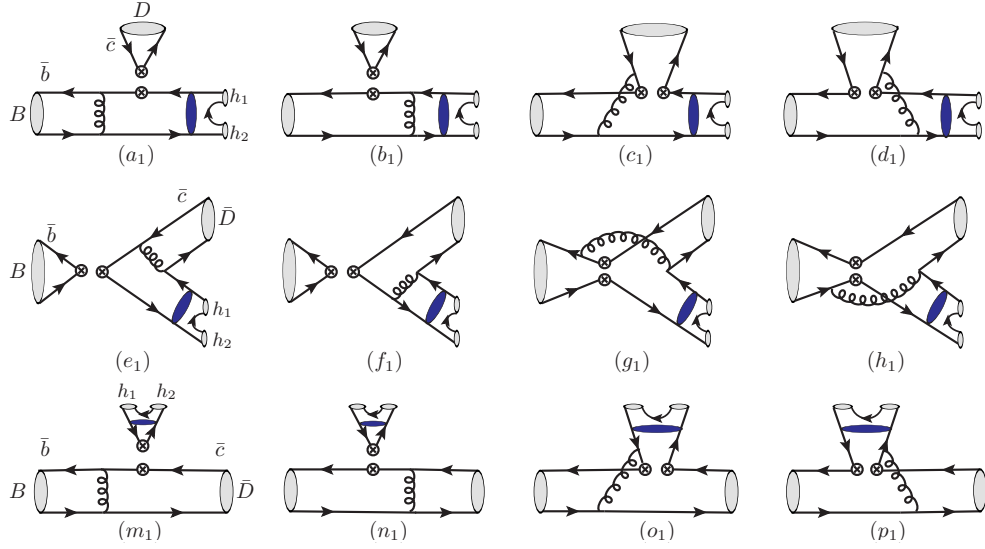 D
c̄
b̄
B
h₁
h₂
(a₁) (b₁) (c₁) (d₁)
c̄
D̄
b̄
B
h₁
h₂
(e₁) (f₁) (g₁) (h₁)
h₁ h₂
b̄ c̄
B D̄
(m₁) (n₁) (o₁) (p₁)